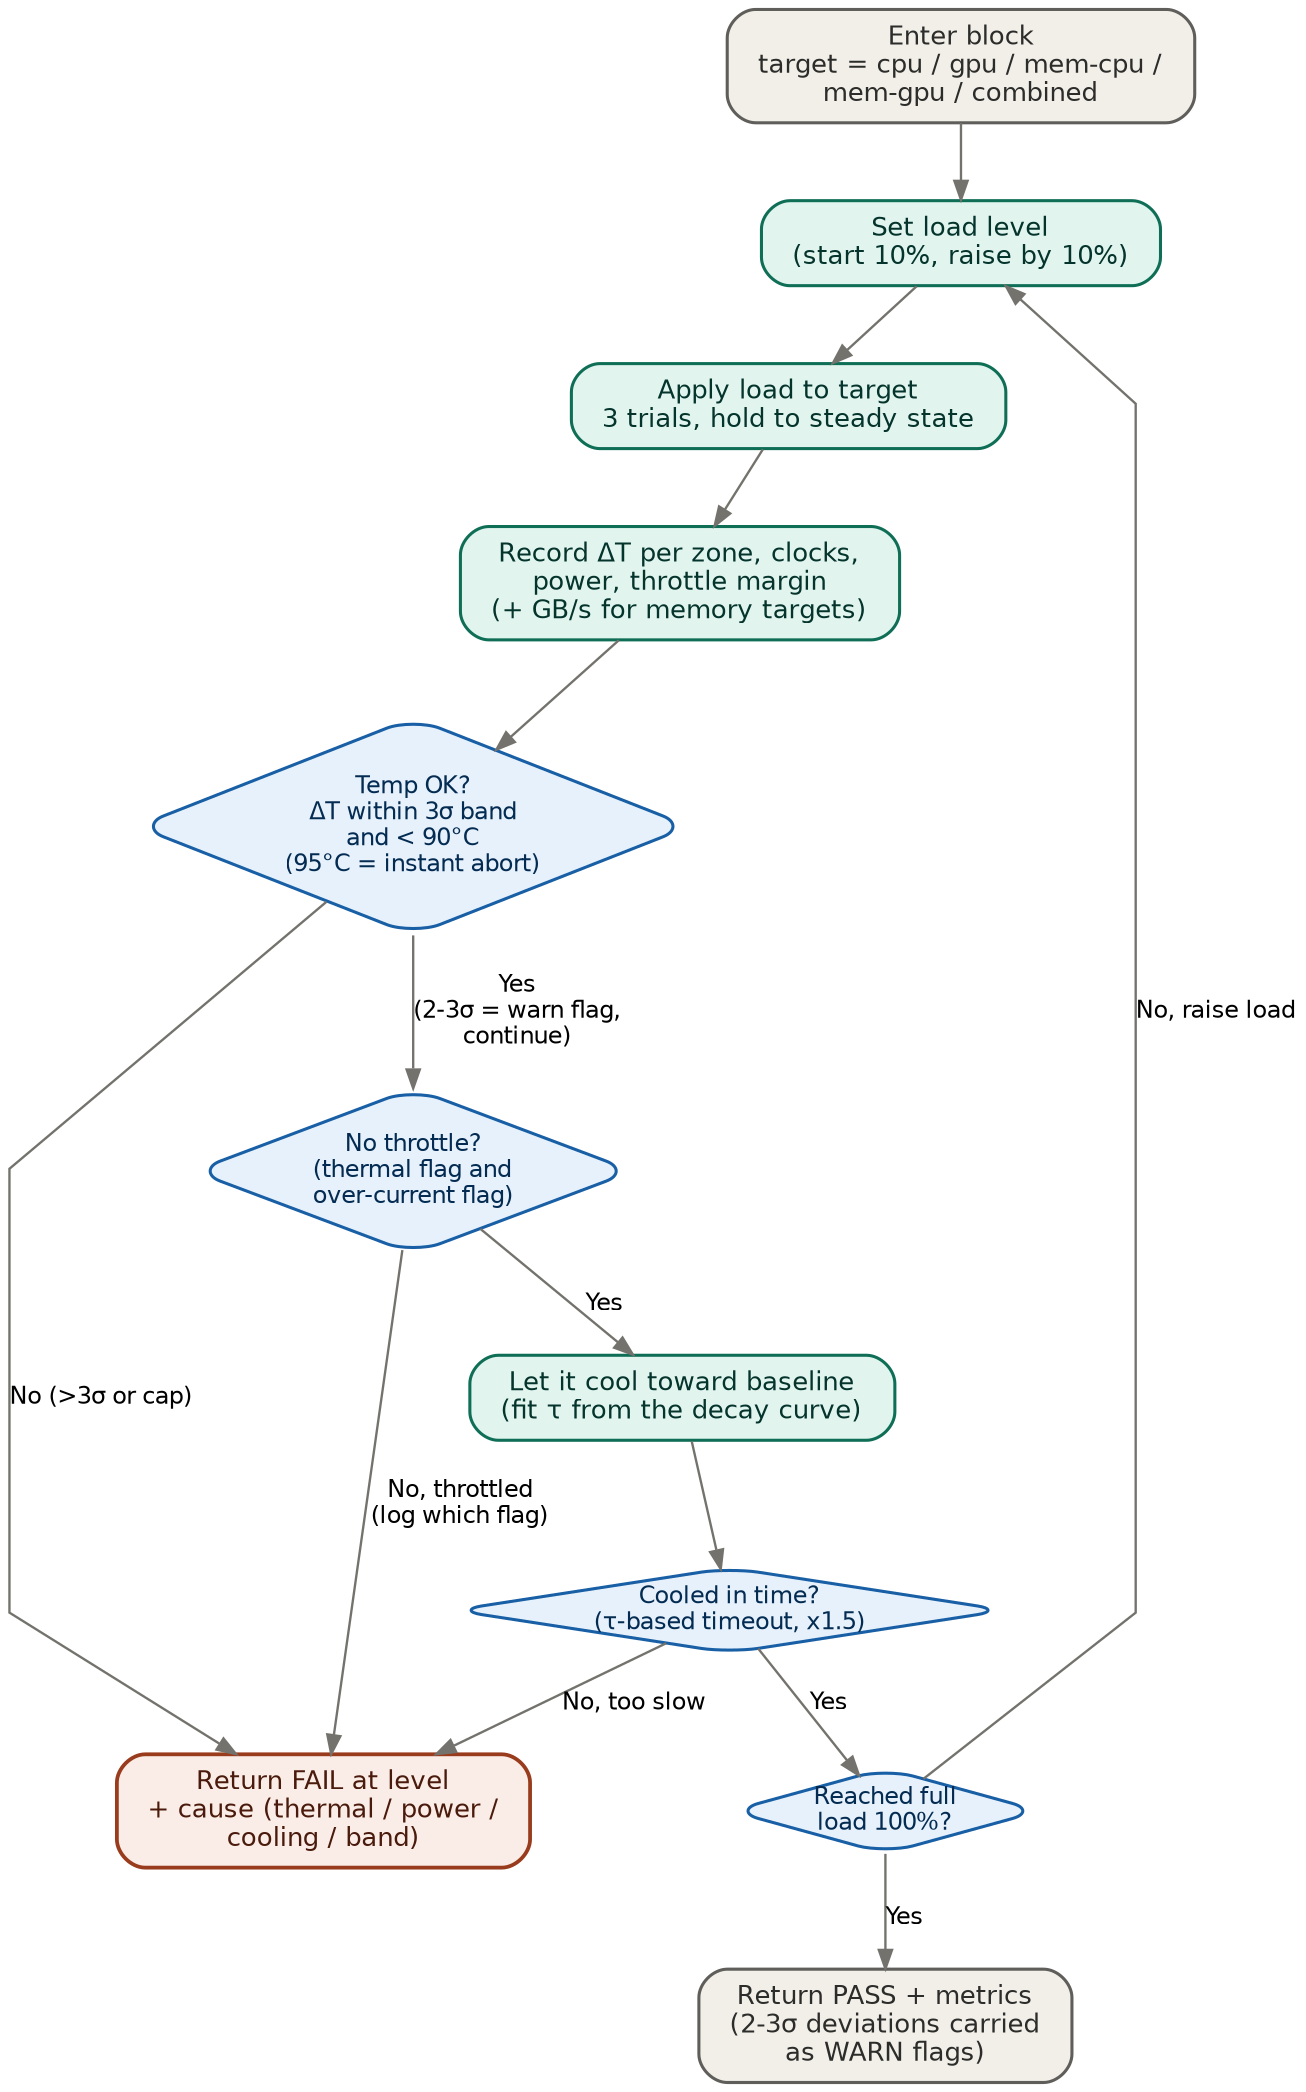 Enter block
target = cpu / gpu / mem-cpu /
mem-gpu / combined
Set load level
(start 10%, raise by 10%)
Apply load to target
3 trials, hold to steady state
Record ΔT per zone, clocks,
power, throttle margin
(+ GB/s for memory targets)
Temp OK?
ΔT within 3σ band
and < 90°C
(95°C = instant abort)
Yes
(2-3σ = warn flag,
continue)
No, raise load
No throttle?
(thermal flag and
over-current flag)
Yes
Let it cool toward baseline
(fit τ from the decay curve)
No (>3σ or cap)
No, throttled
(log which flag)
Cooled in time?
(τ-based timeout, x1.5)
No, too slow
Yes
Return FAIL at level
+ cause (thermal / power /
cooling / band)
Reached full
load 100%?
Yes
Return PASS + metrics
(2-3σ deviations carried
as WARN flags)